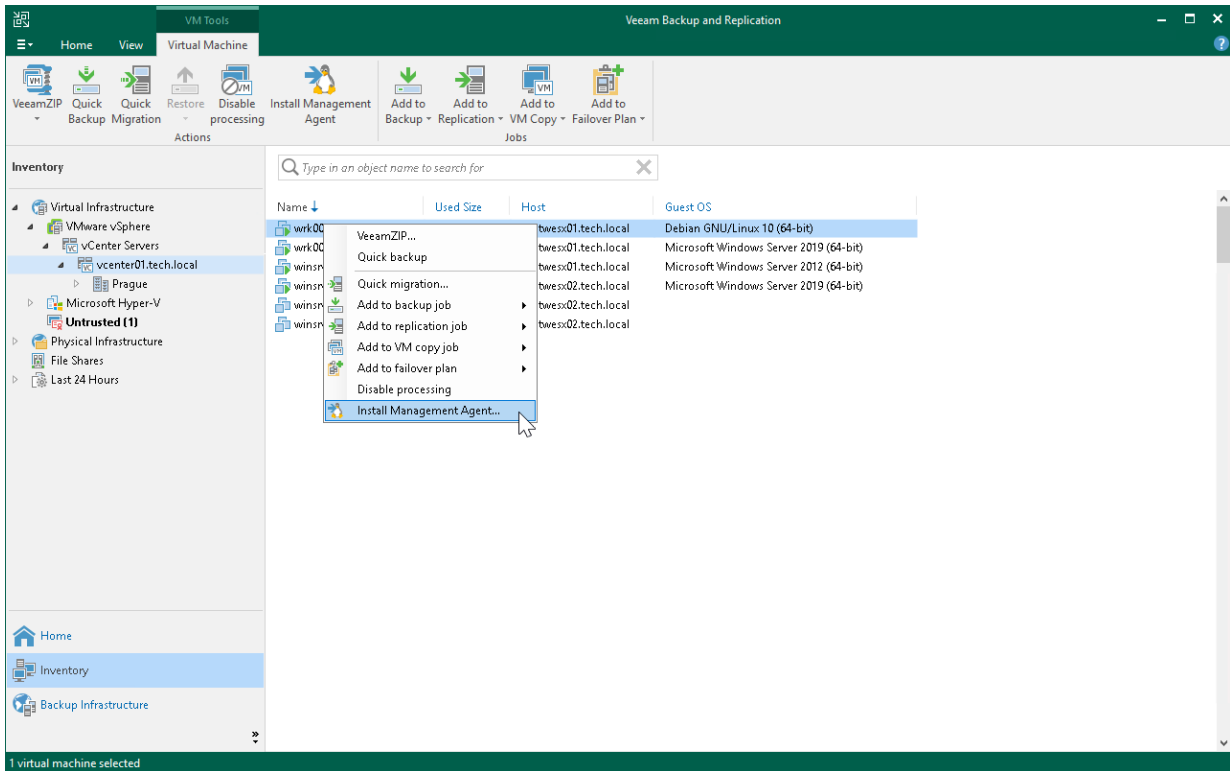 VM Tools
Veeam Backup and Replication
Home View Virtual Machine
VeeamZIP
Quick Backup
Quick Migration
Restore
Disable processing
Actions
Install Management Agent
Add to Backup
Add to Replication
Add to VM Copy
Add to Failover Plan
Jobs
Inventory
Virtual Infrastructure
VMware vSphere
vCenter Servers
vcenter01.tech.local
Prague
Microsoft Hyper-V
Untrusted (1)
Physical Infrastructure
File Shares
Last 24 Hours
Type in an object name to search for
Name Used Size Host Guest OS
wrk00 twesx01.tech.local Debian GNU/Linux 10 (64-bit)
twesx01.tech.local Microsoft Windows Server 2019 (64-bit)
twesx01.tech.local Microsoft Windows Server 2012 (64-bit)
twesx01.tech.local Microsoft Windows Server 2019 (64-bit)
twesx02.tech.local
twesx02.tech.local
VeeamZIP...
Quick backup
Quick migration...
Add to backup job
Add to replication job
Add to VM copy job
Add to failover plan
Disable processing
Install Management Agent...
Home
Inventory
Backup Infrastructure
1 virtual machine selected